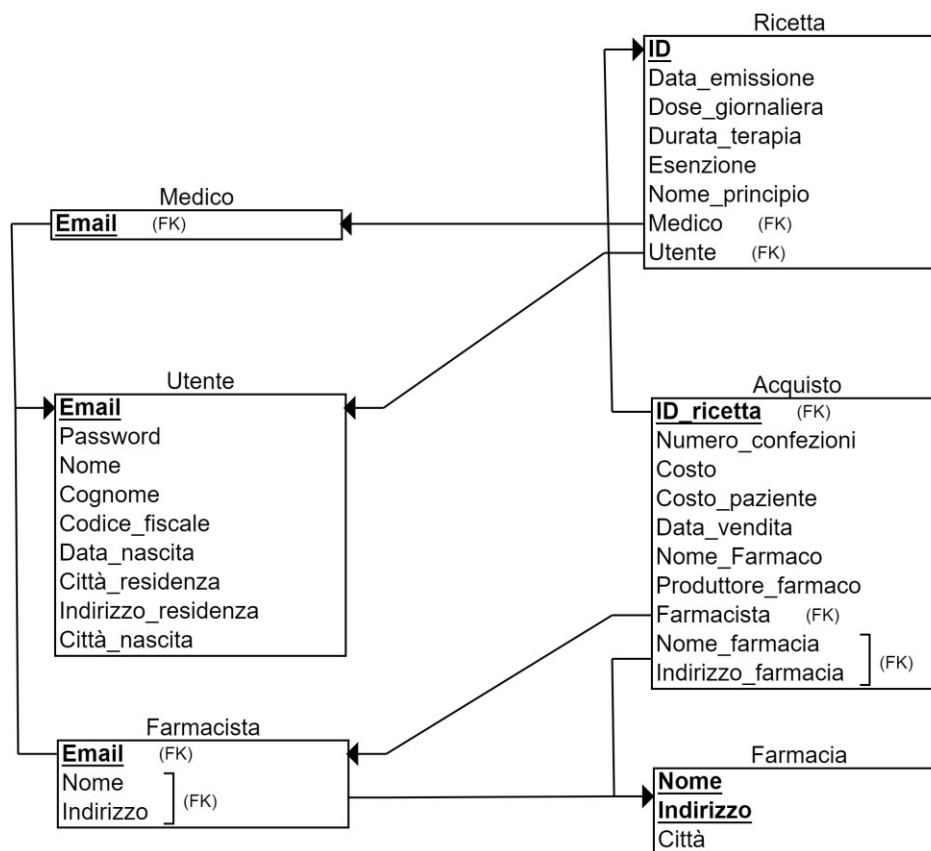 Ricetta
ID
Data_emissione
Dose_giornaliera
Durata_terapia
Esenzione
Nome_principio
Medico (FK)
Utente (FK)
Medico
Email (FK)
Utente
Email
Password
Nome
Cognome
Codice_fiscale
Data_nascita
Città_residenza
Indirizzo_residenza
Città_nascita
Acquisto
ID_ricetta (FK)
Numero_confezioni
Costo
Costo_paziente
Data_vendita
Nome_Farmaco
Produttore_farmaco
Farmacista (FK)
Nome_farmacia
Indirizzo_farmacia
(FK)
Farmacista
Email (FK)
Nome
Indirizzo
(FK)
Farmacia
Nome
Indirizzo
Città